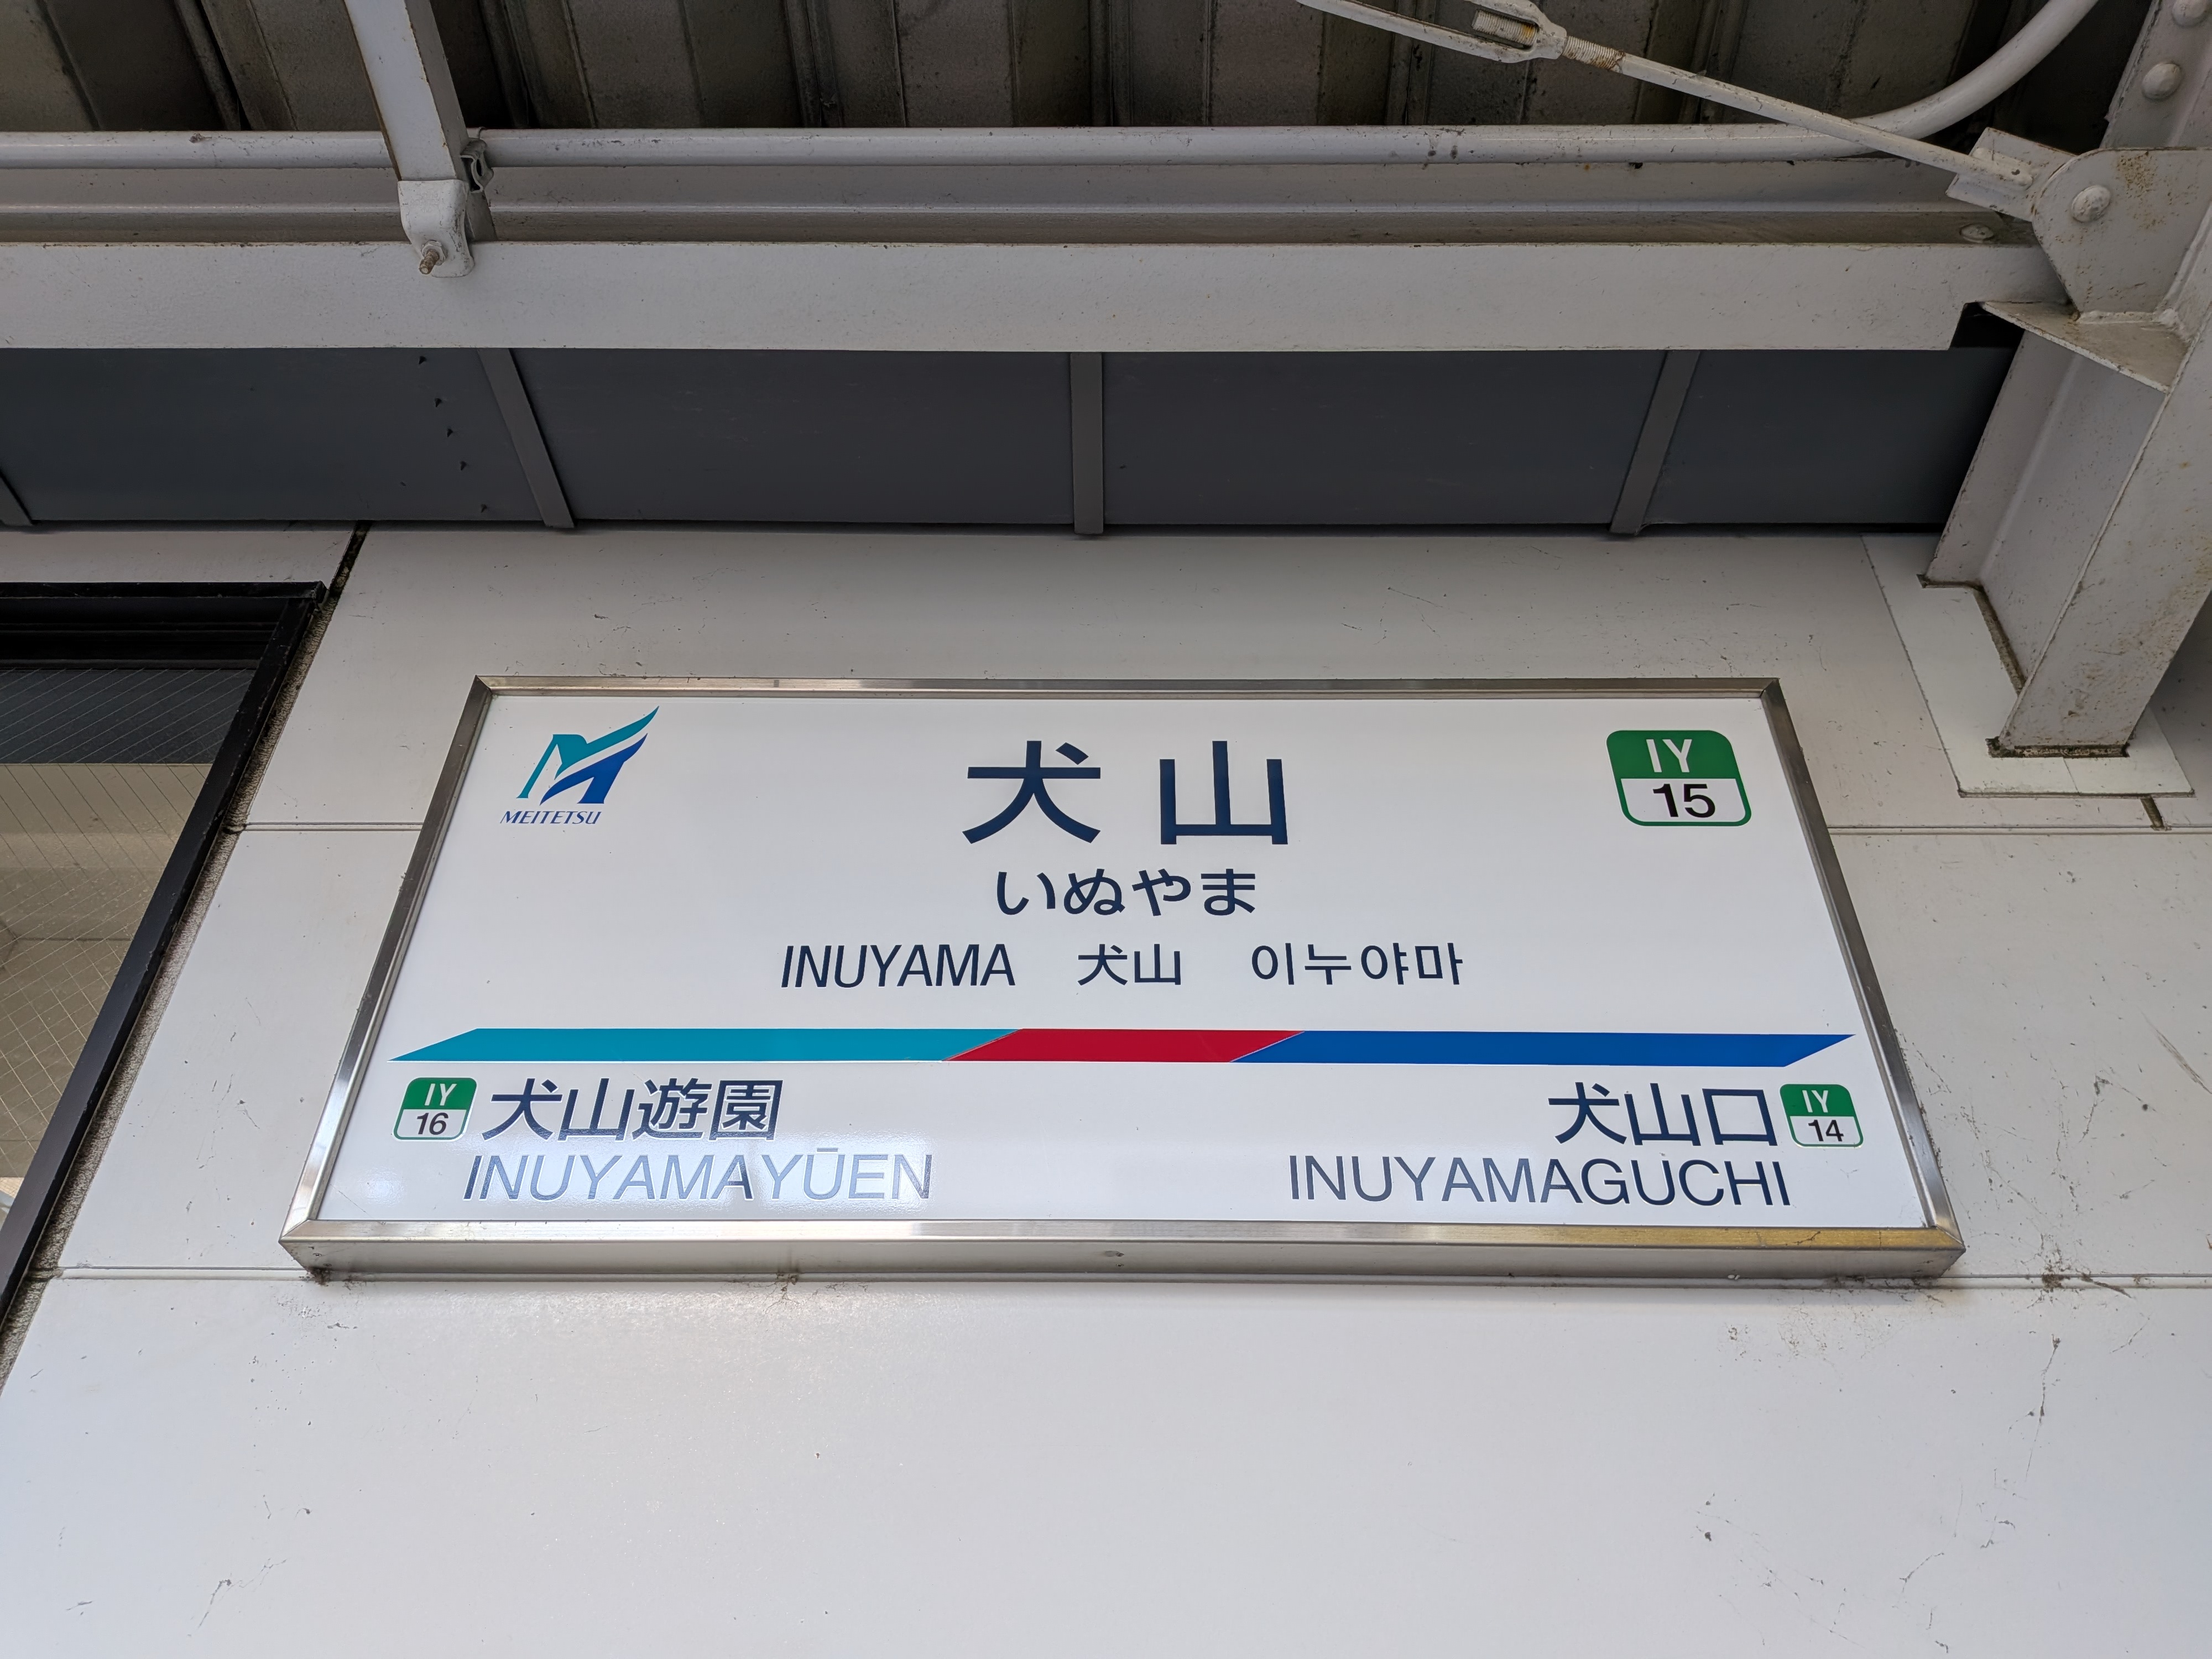 MEITETSU
犬山
IY
15
いぬやま
INUYAMA 犬山 이누야마
IY
16
犬山遊園
INUYAMAYŪEN
犬山口
IY
14
INUYAMAGUCHI